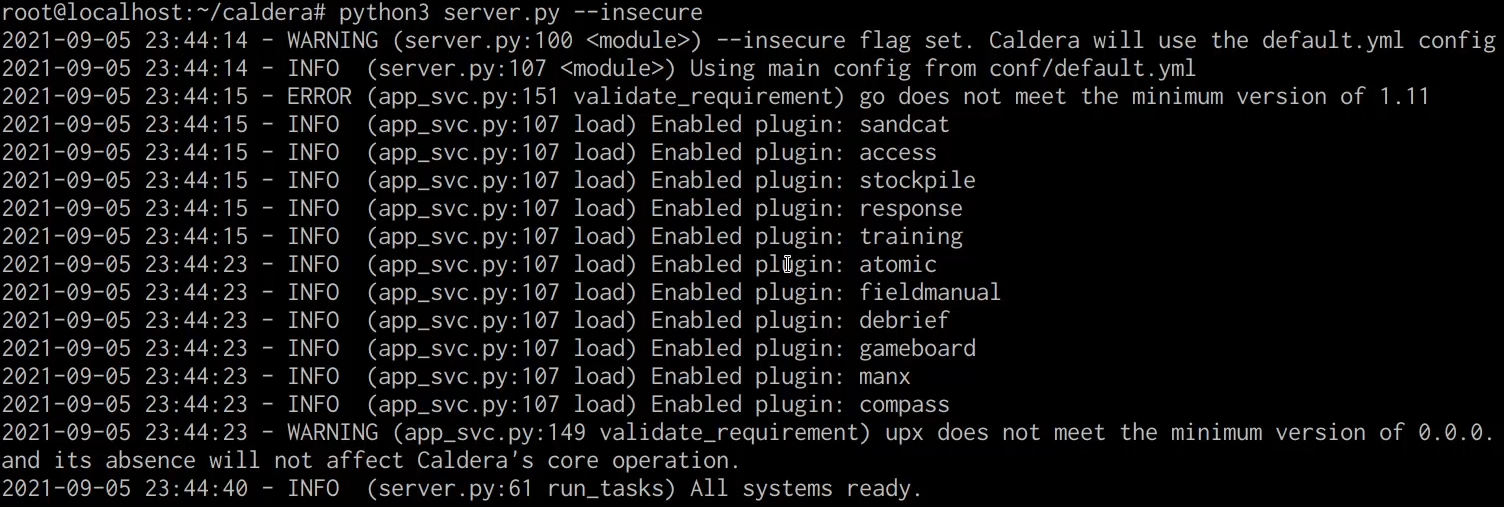 root@localhost:~/caldera# python3 server.py --insecure
2021-09-05 23:44:14 - WARNING (server.py:100 <module>) --insecure flag set. Caldera will use the default.yml config
2021-09-05 23:44:14 - INFO  (server.py:107 <module>) Using main config from conf/default.yml
2021-09-05 23:44:15 - ERROR (app_svc.py:151 validate_requirement) go does not meet the minimum version of 1.11
2021-09-05 23:44:15 - INFO  (app_svc.py:107 load) Enabled plugin: sandcat
2021-09-05 23:44:15 - INFO  (app_svc.py:107 load) Enabled plugin: access
2021-09-05 23:44:15 - INFO  (app_svc.py:107 load) Enabled plugin: stockpile
2021-09-05 23:44:15 - INFO  (app_svc.py:107 load) Enabled plugin: response
2021-09-05 23:44:15 - INFO  (app_svc.py:107 load) Enabled plugin: training
2021-09-05 23:44:23 - INFO  (app_svc.py:107 load) Enabled plugin: atomic
2021-09-05 23:44:23 - INFO  (app_svc.py:107 load) Enabled plugin: fieldmanual
2021-09-05 23:44:23 - INFO  (app_svc.py:107 load) Enabled plugin: debrief
2021-09-05 23:44:23 - INFO  (app_svc.py:107 load) Enabled plugin: gameboard
2021-09-05 23:44:23 - INFO  (app_svc.py:107 load) Enabled plugin: manx
2021-09-05 23:44:23 - INFO  (app_svc.py:107 load) Enabled plugin: compass
2021-09-05 23:44:23 - WARNING (app_svc.py:149 validate_requirement) upx does not meet the minimum version of 0.0.0.
and its absence will not affect Caldera's core operation.
2021-09-05 23:44:40 - INFO  (server.py:61 run_tasks) All systems ready.